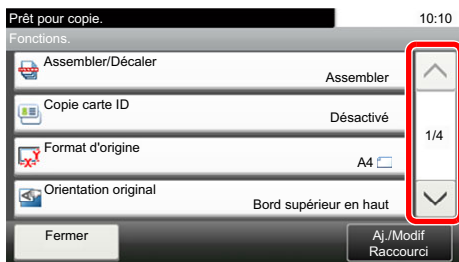 Prêt pour copie.
10:10
Fonctions.
Assembler/Décaler
Assembler
Copie carte ID
Désactivé
1/4
Format d'origine
A4
Orientation original
Bord supérieur en haut
Fermer
Aj./Modif
Raccourci